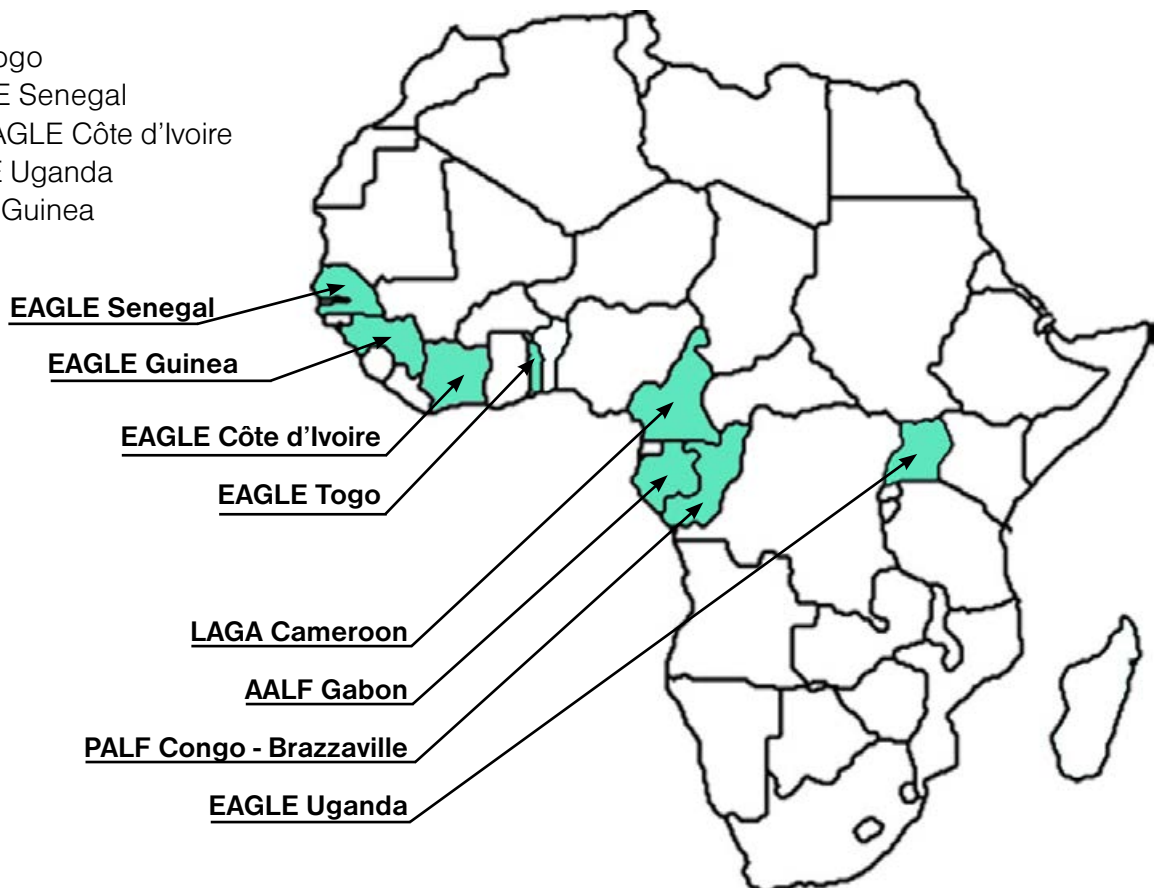 ogo
E Senegal
AGLE Côte d’Ivoire
E Uganda
Guinea
EAGLE Senegal
EAGLE Guinea
EAGLE Côte d’Ivoire
EAGLE Togo
LAGA Cameroon
AALF Gabon
PALF Congo - Brazzaville
EAGLE Uganda